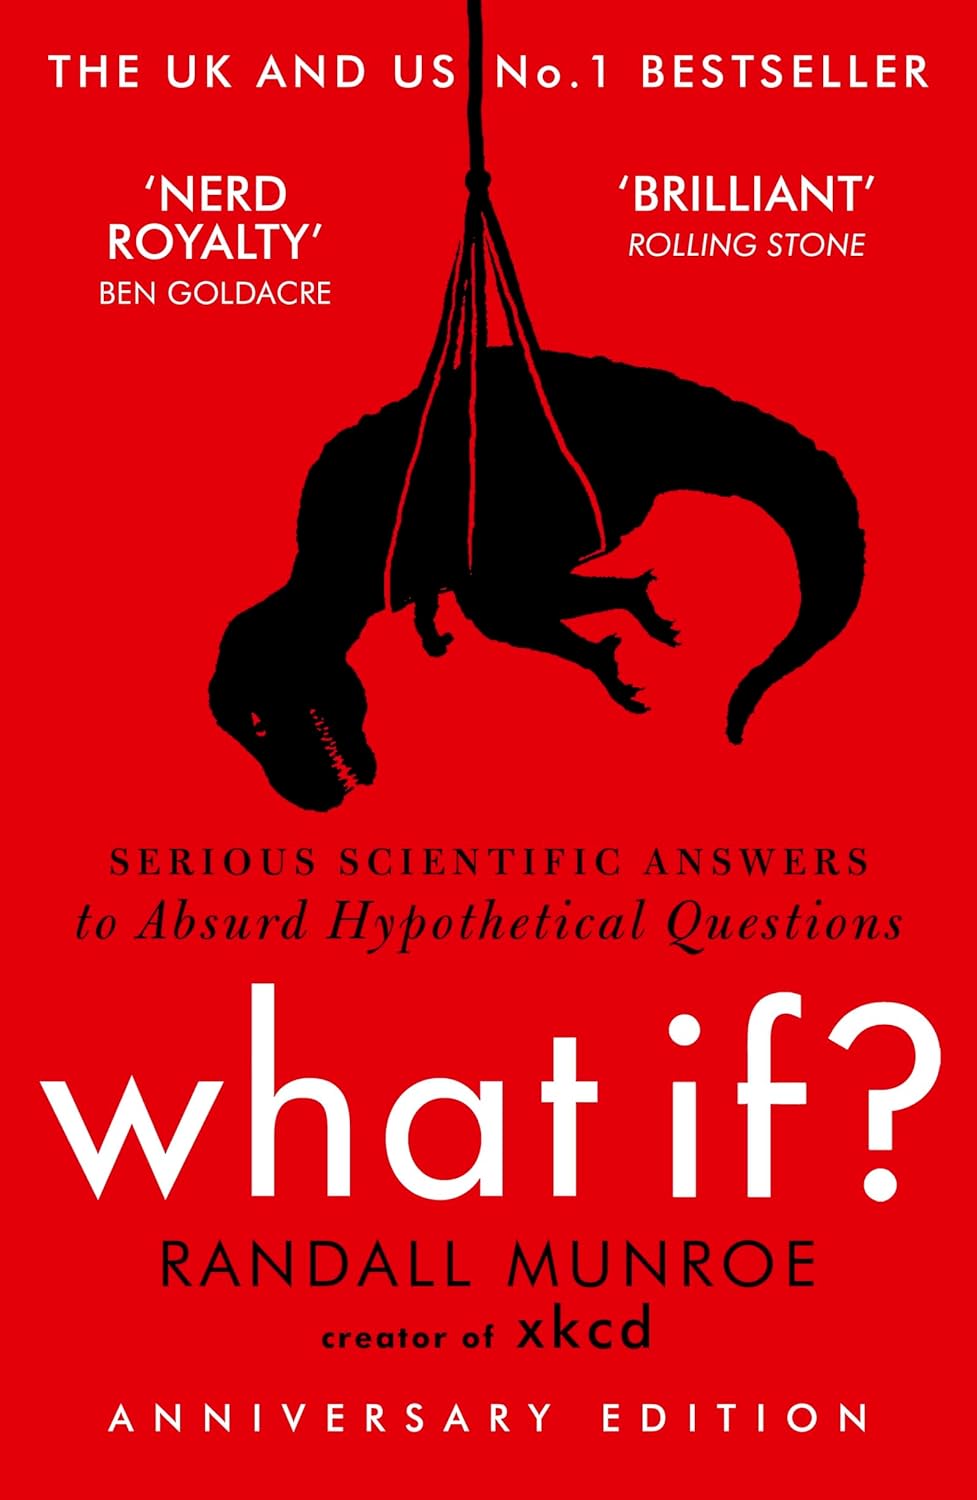 THE UK AND US No.1 BESTSELLER
'NERD
ROYALTY'
BEN GOLDACRE
'BRILLIANT'
ROLLING STONE
SERIOUS SCIENTIFIC ANSWERS
to Absurd Hypothetical Questions
what if?
RANDALL MUNROE
creator of xkcd
ANNIVERSARY EDITION